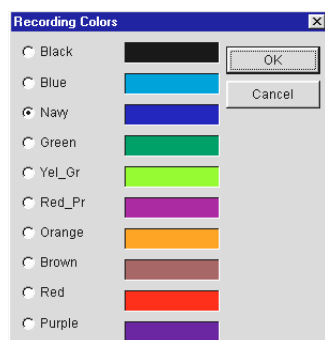 Recording Colors
Black
OK
Blue
Cancel
Navy
Green
Yel_Gr
Red_Pr
Orange
Brown
Red
Purple